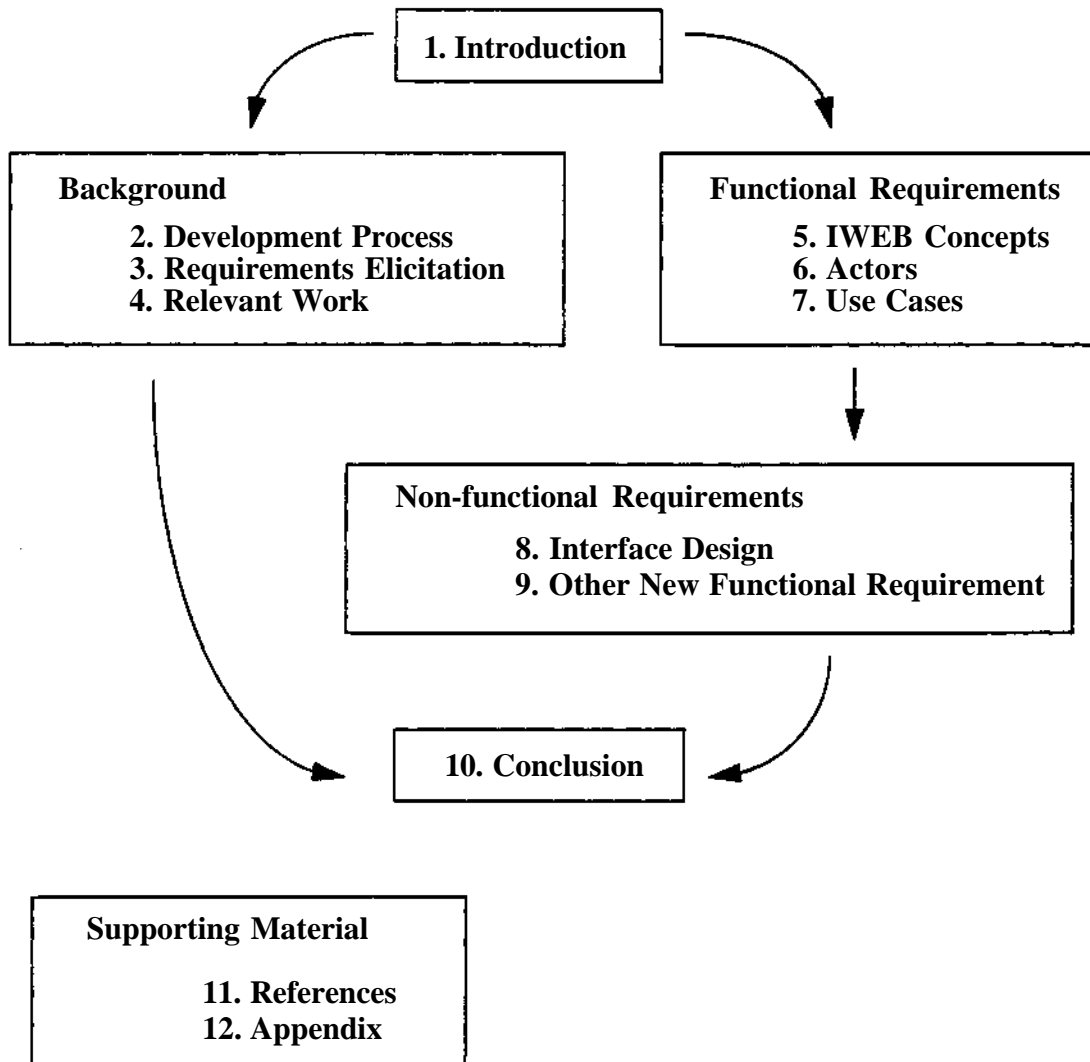 1. Introduction
Background
2. Development Process
3. Requirements Elicitation
4. Relevant Work
Functional Requirements
5. IWEB Concepts
6. Actors
7. Use Cases
Non-functional Requirements
8. Interface Design
9. Other New Functional Requirement
10. Conclusion
Supporting Material
11. References
12. Appendix